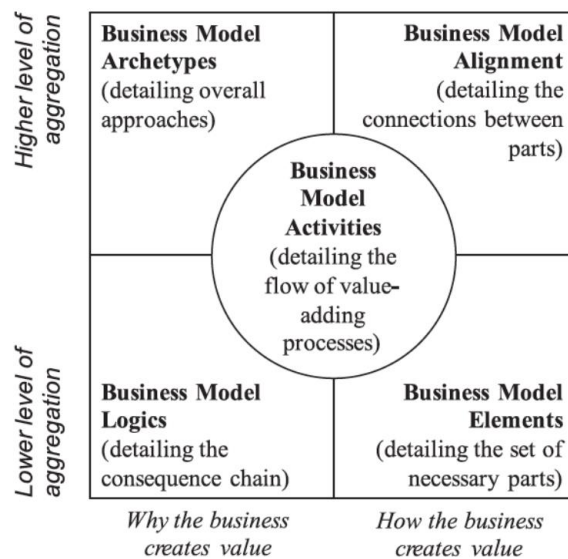 Higher level of
aggregation
Business Model
Archetypes
(detailing overall
approaches)
Business Model
Alignment
(detailing the
connections between
parts)
Business
Model
Activities
(detailing the
flow of value-
adding
processes)
Lower level of
aggregation
Business Model
Logics
(detailing the
consequence chain)
Business Model
Elements
(detailing the set of
necessary parts)
Why the business
creates value
How the business
creates value